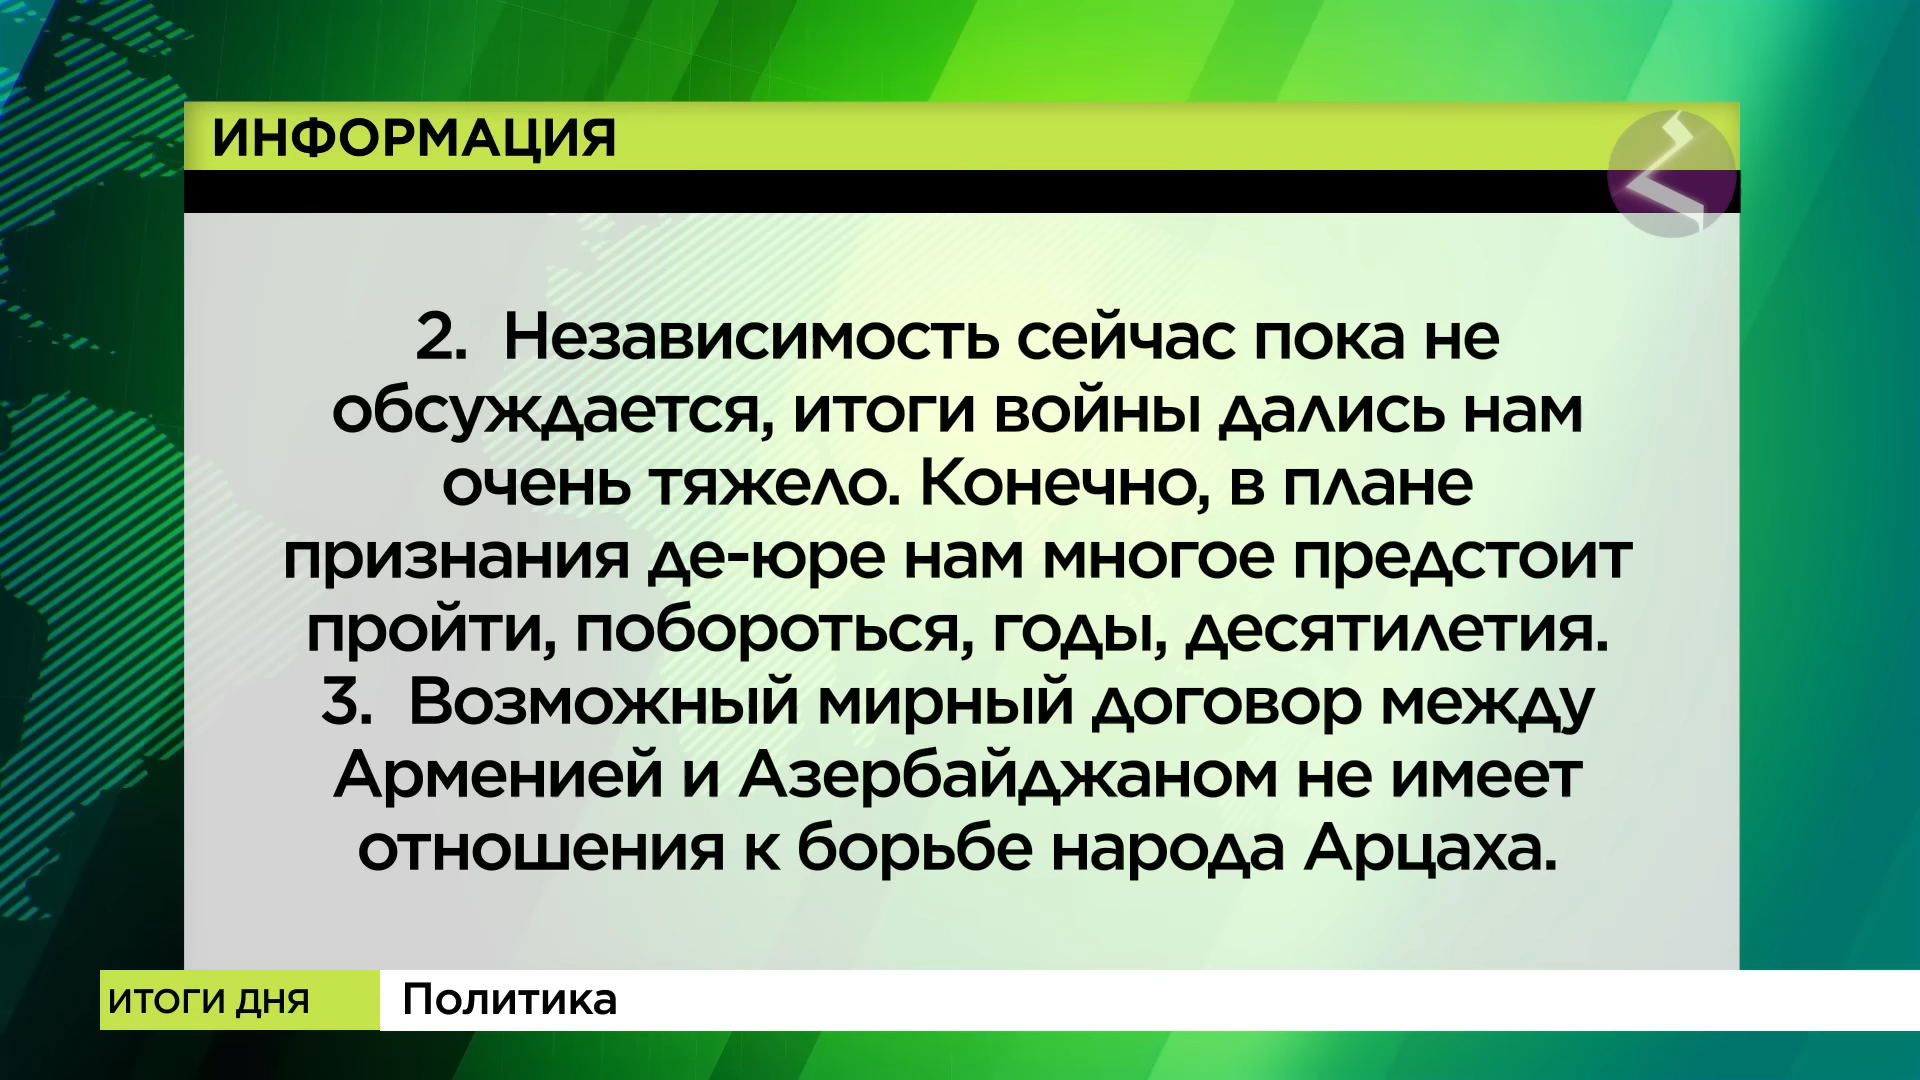 ИНФОРМАЦИЯ
2. Независимость сейчас пока не
обсуждается, итоги войны дались нам
очень тяжело. Конечно, в плане
признания де-юре нам многое предстоит
пройти, побороться, годы, десятилетия.
3. Возможный мирный договор между
Арменией и Азербайджаном не имеет
отношения к борьбе народа Арцаха.
ИТОГИ ДНЯ
Политика